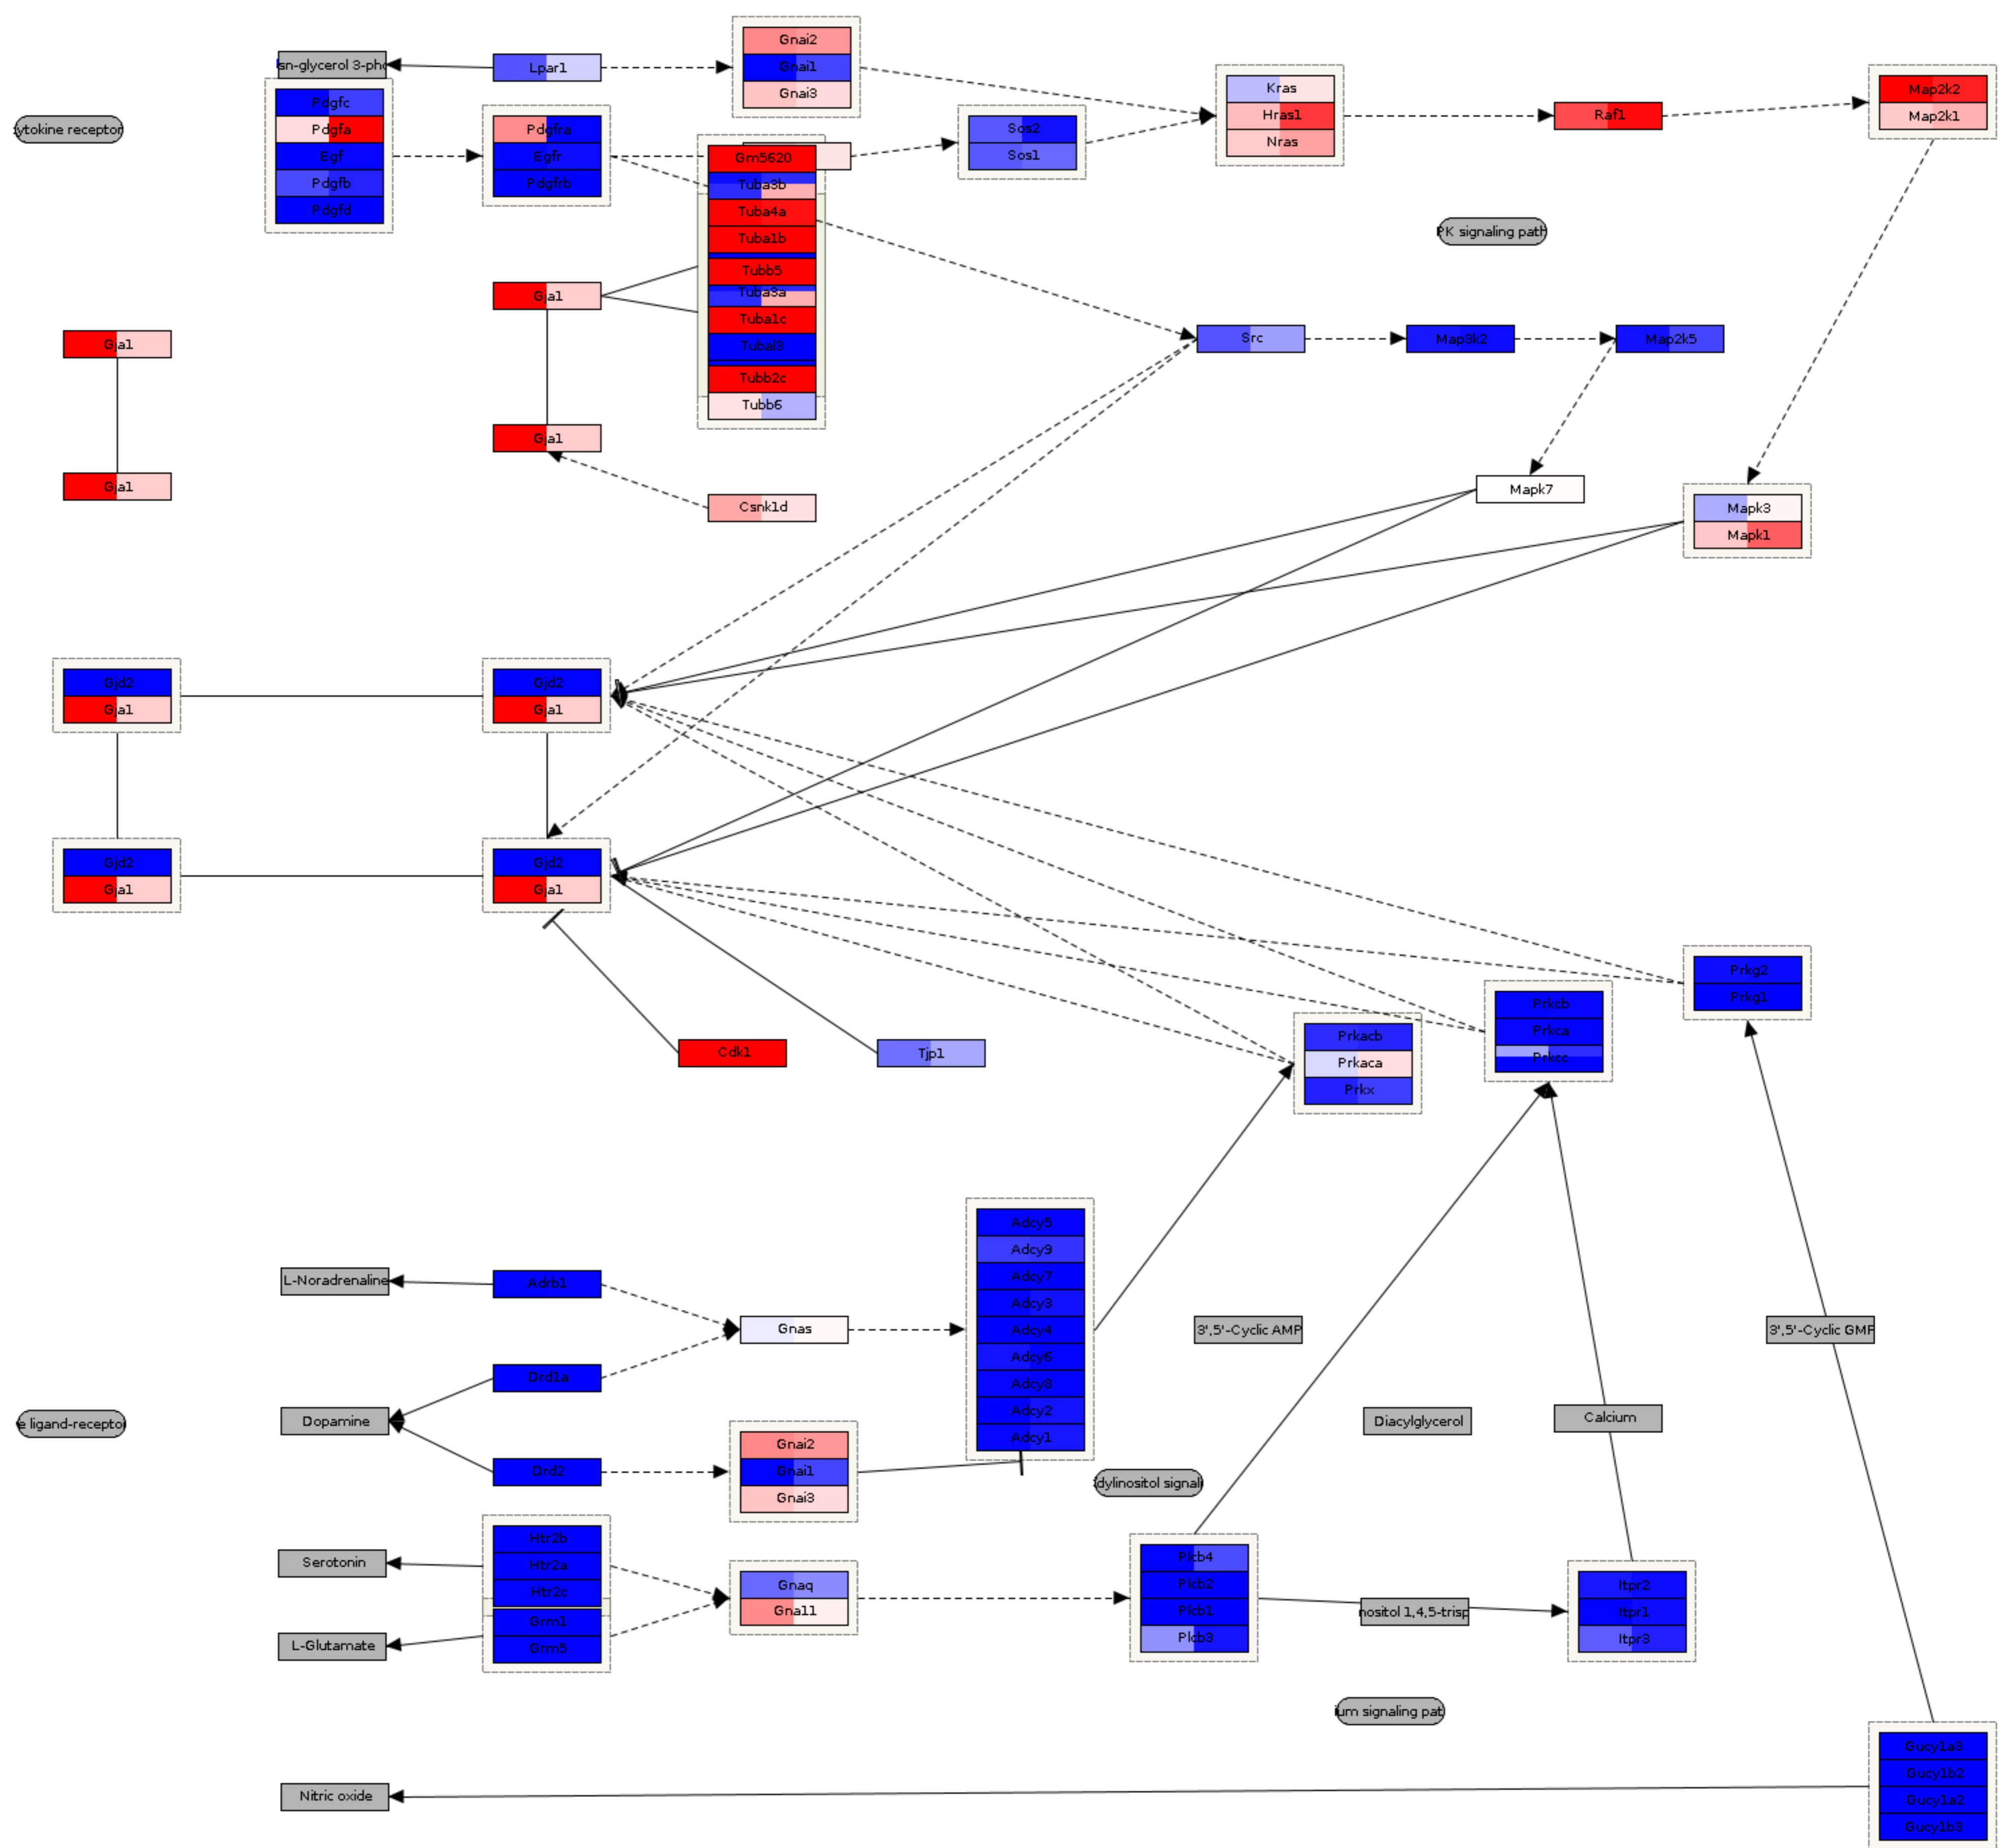 Gnai2
Gnai1
Gnai3
sn-glycerol 3-pho
Lpar1
Kras
Hras1
Nras
Map2k2
Map2k1
Raf1
Pdgfc
Pdgfa
Egf
Pdgfb
Pdgfd
ytokine receptor
Pdgfra
Egfr
Pdgfrb
Sos2
Sos1
Gm5620
Tuba3b
Tuba4a
Tuba1b
Tubb5
Tuba3a
Tuba1c
Tubal3
Tubb2c
Tubb6
PK signaling path
Gja1
Gja1
Src
Map3k2
Map2k5
Gja1
Gja1
Csnk1d
Mapk7
Mapk3
Mapk1
Gjd2
Gja1
Gjd2
Gja1
Gjd2
Gja1
Gjd2
Gja1
Prkg2
Prkg1
Prkcb
Prkca
Prkcc
Cdk1
Tjp1
Prkacb
Prkaca
Prkx
Adcy5
Adcy9
Adcy7
Adcy3
Adcy4
Adcy6
Adcy8
Adcy2
Adcy1
L-Noradrenaline
Adrb1
Gnas
3',5'-Cyclic AMP
3',5'-Cyclic GMP
Drd1a
e ligand-receptor
Dopamine
Diacylglycerol
Calcium
Drd2
Gnai2
Gnai1
Gnai3
dylinositol signali
Htr2b
Htr2a
Htr2c
Grm1
Grm5
Serotonin
L-Glutamate
Gnaq
Gna11
Plcb4
Plcb2
Plcb1
Plcb3
nositol 1,4,5-trisp
Itpr2
Itpr1
Itpr3
um signaling pat
Nitric oxide
Gucy1a3
Gucy1b2
Gucy1a2
Gucy1b3